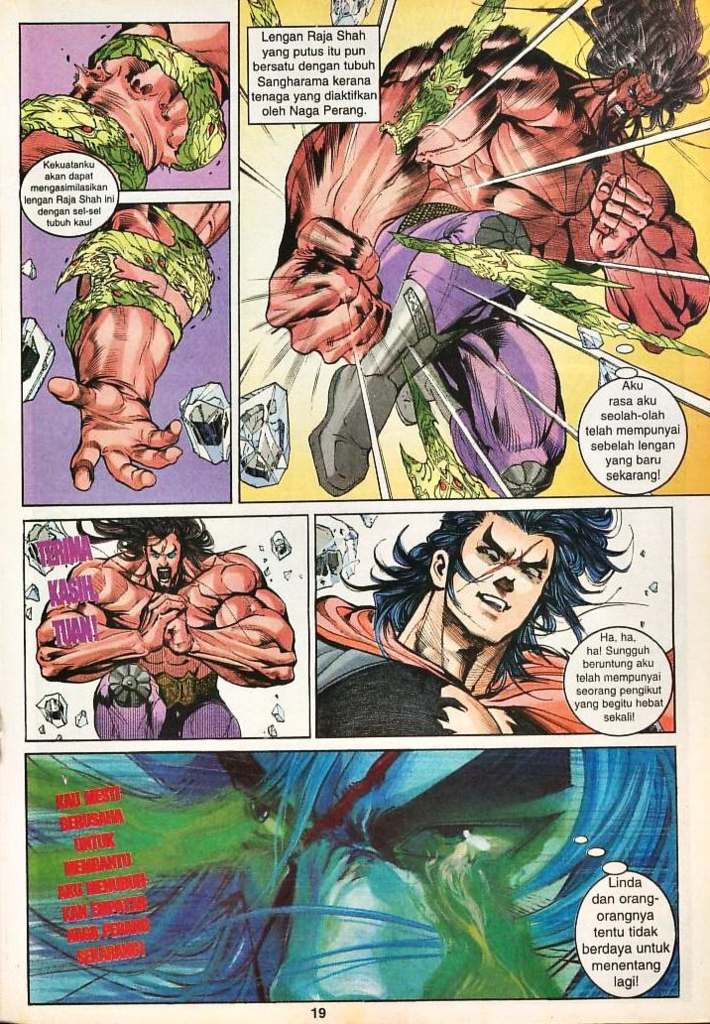 Kekuatanku
akan dapat
mengasimilasikan
lengan Raja Shah ini
dengan sel-sel
tubuh kau!
Lengan Raja Shah
yang putus itu pun
bersatu dengan tubuh
Sangharama kerana
tenaga yang diaktifkan
oleh Naga Perang.
Aku
rasa aku
seolah-olah
telah mempunyai
sebelah lengan
yang baru
sekarang!
TERIMA
KASIH
TUAN!
Ha, ha,
ha! Sungguh
beruntung aku
telah mempunyai
seorang pengikut
yang begitu hebat
sekali!
KAU MESTI
BERUSAHA
UNTUK
MEMBANTU
AKU MENUBUH
KAN EMPAYAR
NAGA PERANG
SEKARANG!
Linda
dan orang-
orangnya
tentu tidak
berdaya untuk
menentang
lagi!
19